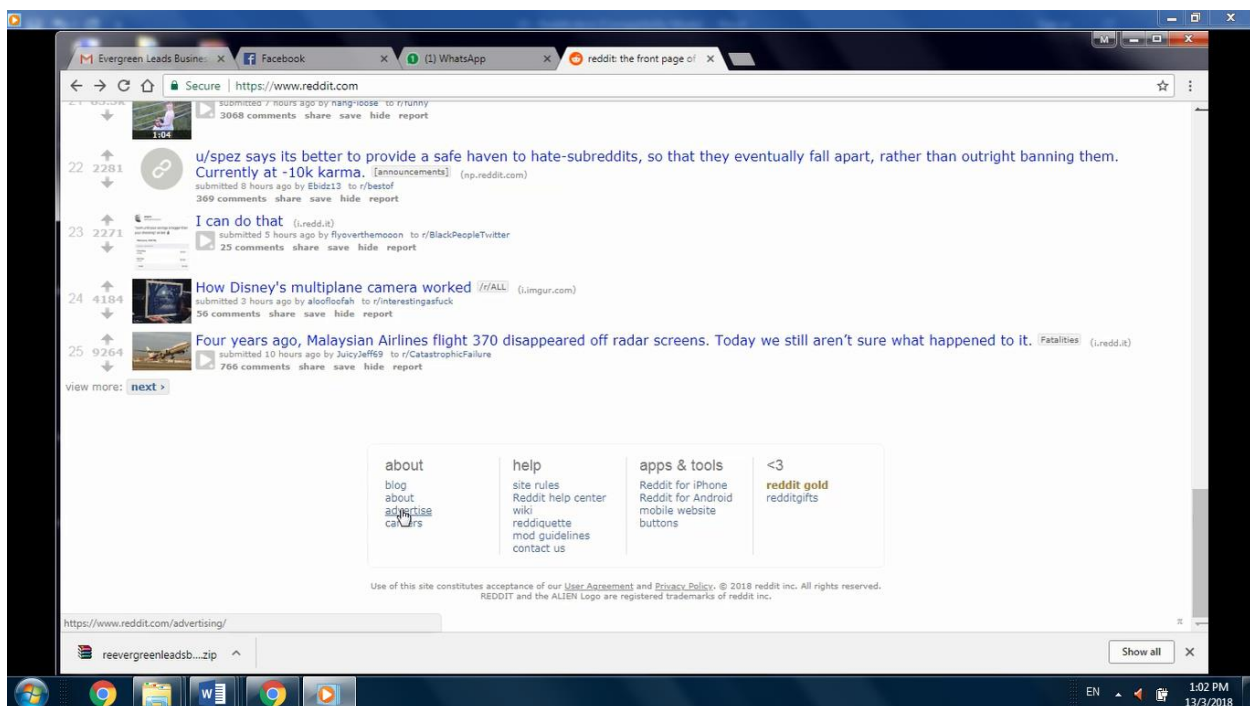 M
Evergreen Leads Busines
Facebook
(1) WhatsApp
reddit: the front page of
Secure | https://www.reddit.com
submitted 7 hours ago by hang-loose to r/funny
3068 comments share save hide report
1:04
22 2281
u/spez says its better to provide a safe haven to hate-subreddits, so that they eventually fall apart, rather than outright banning them.
Currently at -10k karma. [announcements] (np.reddit.com)
submitted 8 hours ago by Ebidz13 to r/bestof
369 comments share save hide report
23 2271
I can do that (i.redd.it)
submitted 5 hours ago by flyoverthemooon to r/BlackPeopleTwitter
25 comments share save hide report
24 4184
How Disney's multiplane camera worked /r/ALL (i.imgur.com)
submitted 3 hours ago by aloofloofah to r/interestingasfuck
56 comments share save hide report
25 9264
Four years ago, Malaysian Airlines flight 370 disappeared off radar screens. Today we still aren't sure what happened to it. Fatalities (i.redd.it)
submitted 10 hours ago by JuicyJeff69 to r/CatastrophicFailure
766 comments share save hide report
view more: next ›
about
blog
about
advertise
careers
help
site rules
Reddit help center
wiki
reddiquette
mod guidelines
contact us
apps & tools
Reddit for iPhone
Reddit for Android
mobile website
buttons
<3
reddit gold
redditgifts
Use of this site constitutes acceptance of our User Agreement and Privacy Policy. © 2018 reddit inc. All rights reserved.
REDDIT and the ALIEN Logo are registered trademarks of reddit inc.
https://www.reddit.com/advertising/
reevergreenleadsb....zip
Show all
EN
1:02 PM
13/3/2018